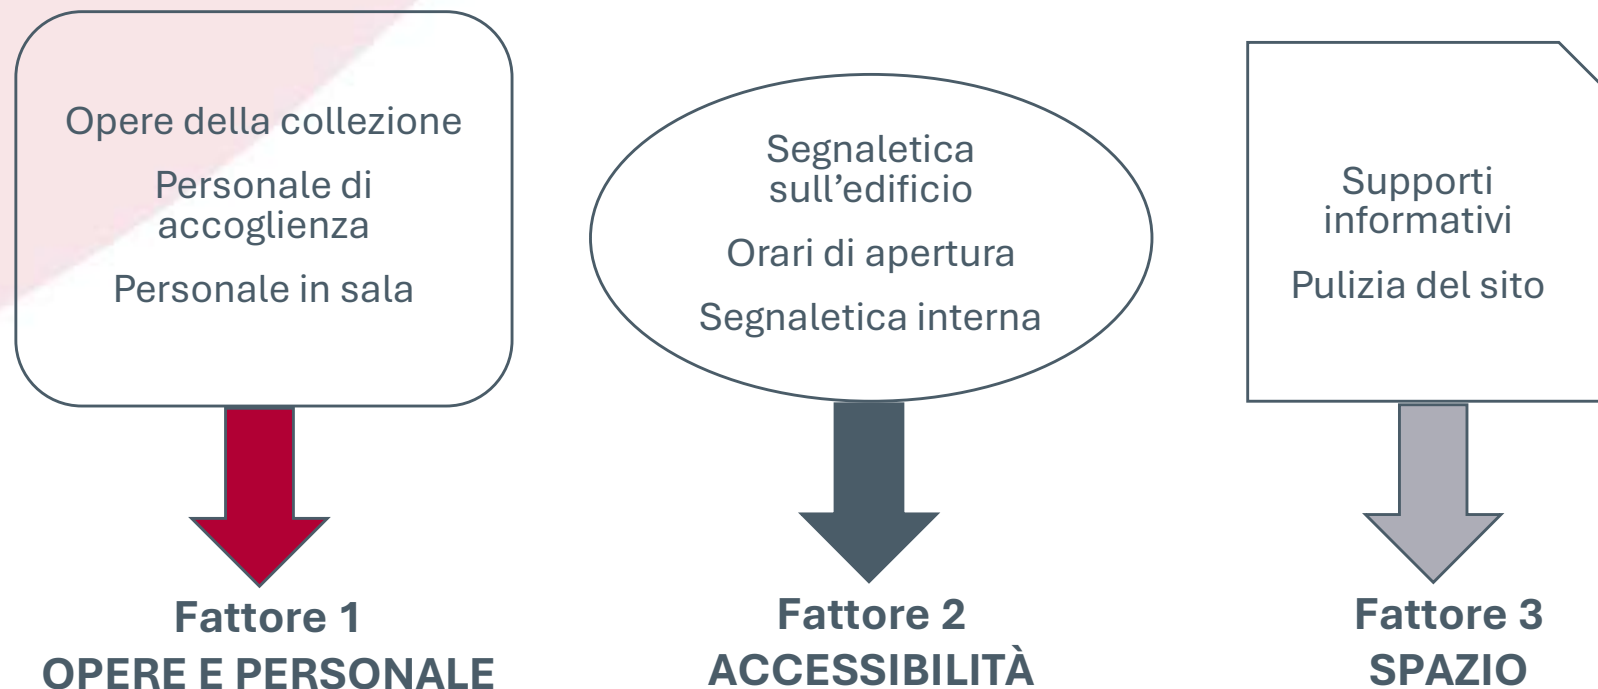 Opere della collezione
Personale di
accoglienza
Personale in sala
Fattore 1
OPERE E PERSONALE
Segnaletica
sull’edificio
Orari di apertura
Segnaletica interna
Fattore 2
ACCESSIBILITÀ
Supporti
informativi
Pulizia del sito
Fattore 3
SPAZIO